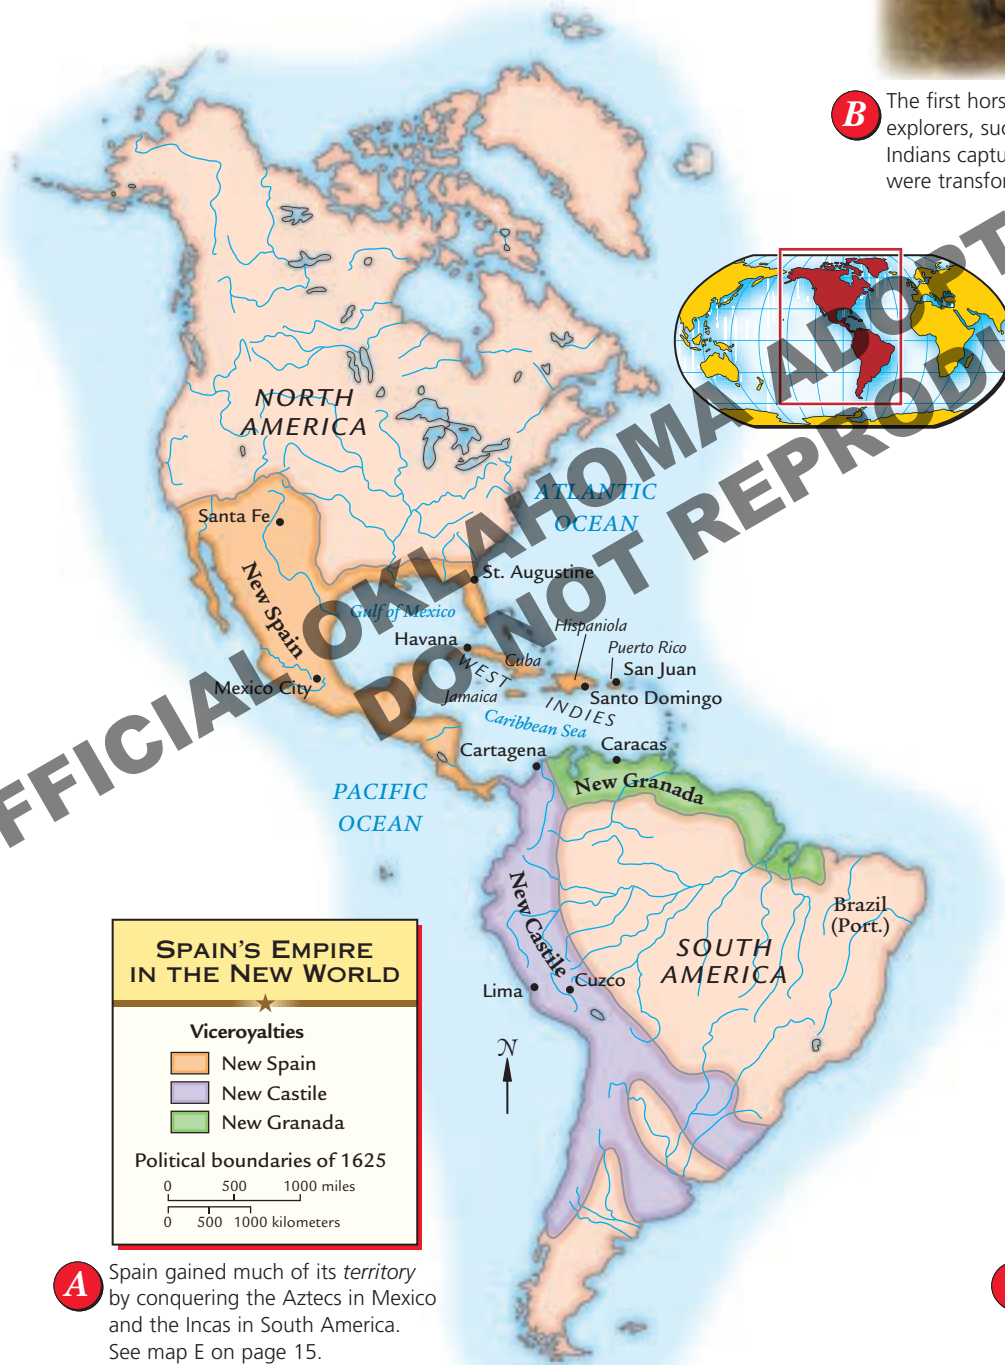 B
The first hors
explorers, suc
Indians captu
were transfor
NORTH
AMERICA
ATLANTIC
OCEAN
Santa Fe
St. Augustine
New Spain
Gulf of Mexico
Hispaniola
Havana
Puerto Rico
Cuba
San Juan
WEST
INDIES
Mexico City
Jamaica
Santo Domingo
Caribbean Sea
Cartagena
Caracas
New Granada
PACIFIC
OCEAN
New Castile
Brazil
(Port.)
SOUTH
AMERICA
Lima
Cuzco
N
SPAIN'S EMPIRE
IN THE NEW WORLD
Viceroyalties
New Spain
New Castile
New Granada
Political boundaries of 1625
0 500 1000 miles
0 500 1000 kilometers
A
Spain gained much of its territory
by conquering the Aztecs in Mexico
and the Incas in South America.
See map E on page 15.
FFICIAL OKLAHOMA ADOPT
DO NOT REPRODU